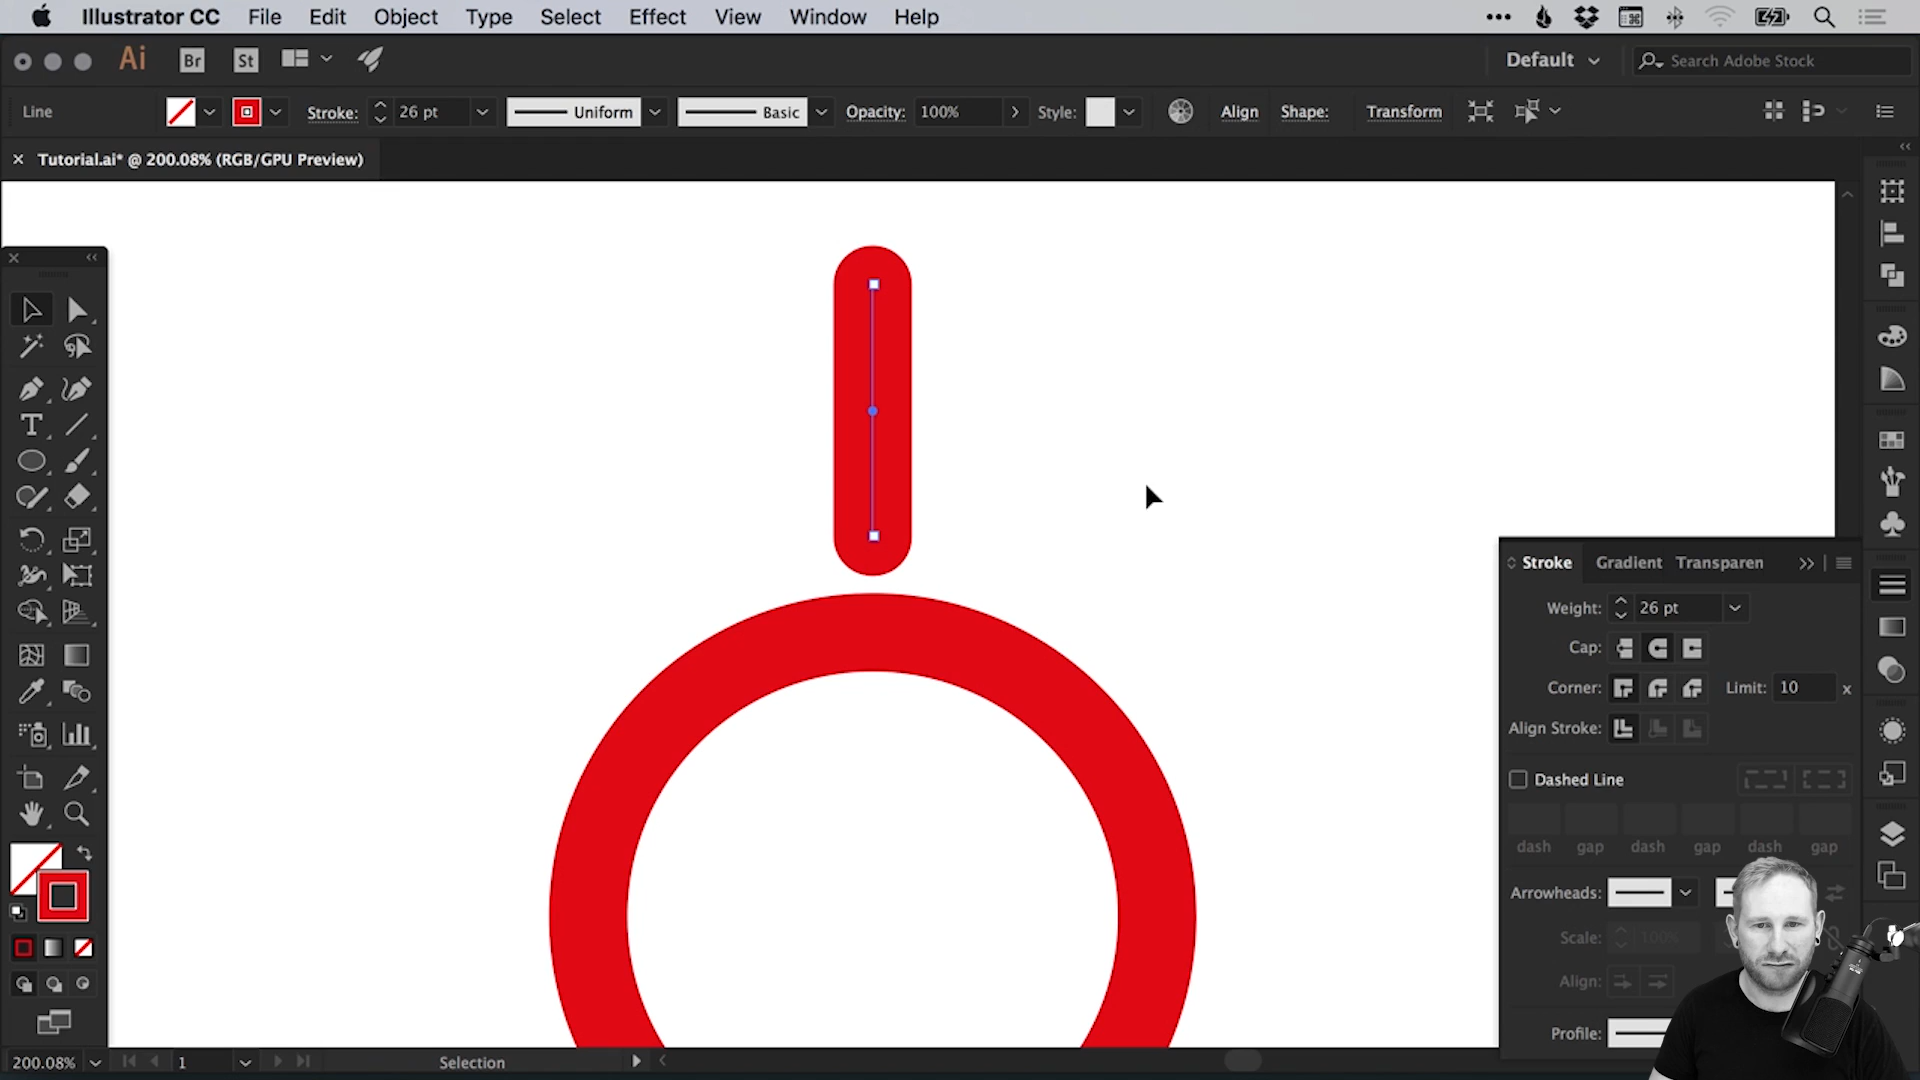 Illustrator CC File Edit Object Type Select Effect View Window Help
Ai Br St Default Search Adobe Stock
Line Stroke: 26 pt Uniform Basic Opacity: 100% Style: Align Shape: Transform
Tutorial.ai* @ 200.08% (RGB/GPU Preview)
Stroke Gradient Transparen
Weight: 26 pt
Cap:
Corner: Limit: 10 x
Align Stroke:
Dashed Line
dash gap dash gap dash gap
Arrowheads:
Scale: 100%
Align:
Profile:
200.08% 1 Selection